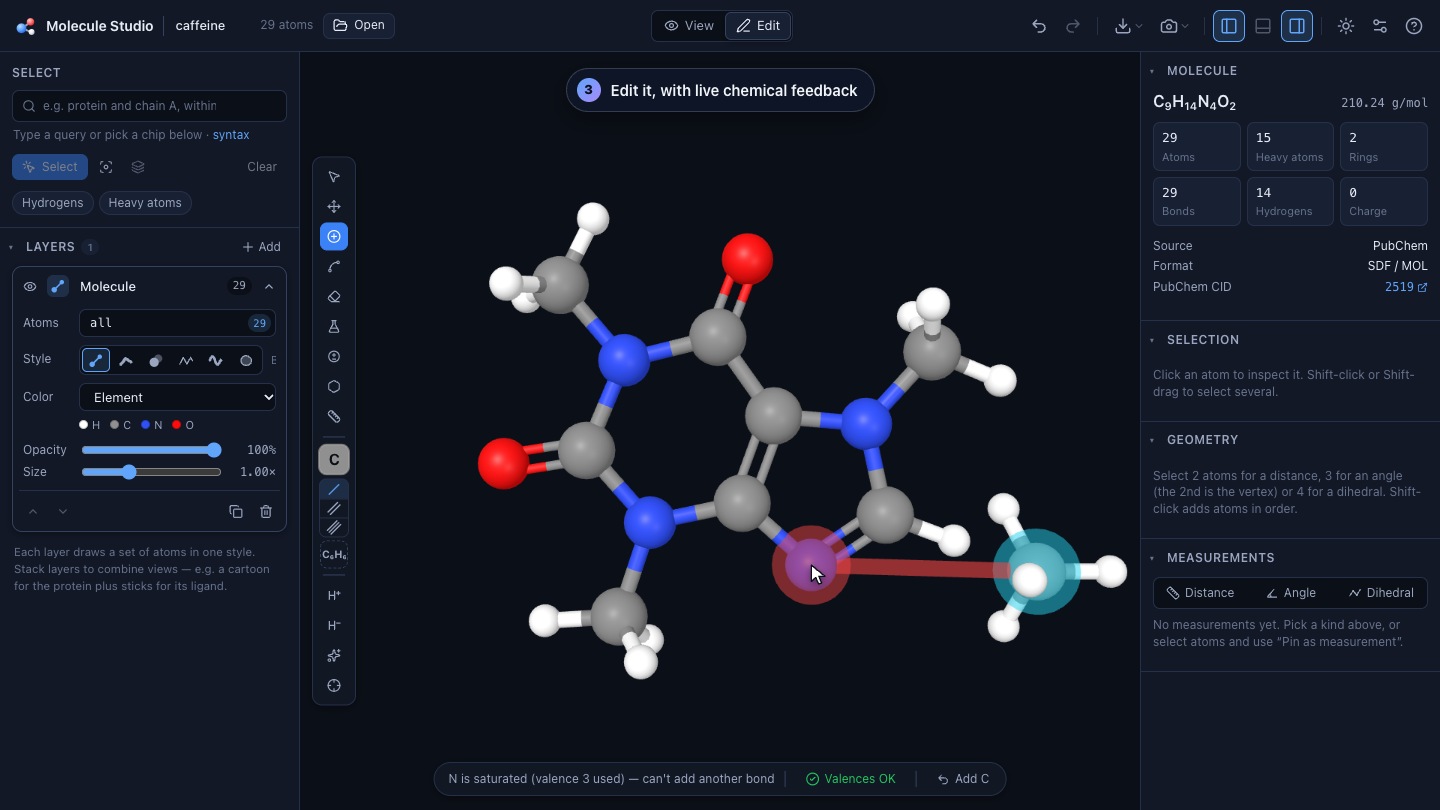 Molecule Studio
caffeine
29 atoms
Open
View
Edit
3 Edit it, with live chemical feedback
SELECT
e.g. protein and chain A, within
Type a query or pick a chip below · syntax
Select
Clear
Hydrogens
Heavy atoms
LAYERS 1
Add
Molecule
29
Atoms
all
29
Style
Color
Element
H C N O
Opacity
100%
Size
1.00×
Each layer draws a set of atoms in one style.
Stack layers to combine views — e.g. a cartoon
for the protein plus sticks for its ligand.
C
C₆H₆
H⁺
H⁻
N is saturated (valence 3 used) — can't add another bond
Valences OK
Add C
MOLECULE
C₉H₁₄N₄O₂
210.24 g/mol
29
Atoms
15
Heavy atoms
2
Rings
29
Bonds
14
Hydrogens
0
Charge
Source
PubChem
Format
SDF / MOL
PubChem CID
2519
SELECTION
Click an atom to inspect it. Shift-click or Shift-
drag to select several.
GEOMETRY
Select 2 atoms for a distance, 3 for an angle
(the 2nd is the vertex) or 4 for a dihedral. Shift-
click adds atoms in order.
MEASUREMENTS
Distance
Angle
Dihedral
No measurements yet. Pick a kind above, or
select atoms and use “Pin as measurement”.